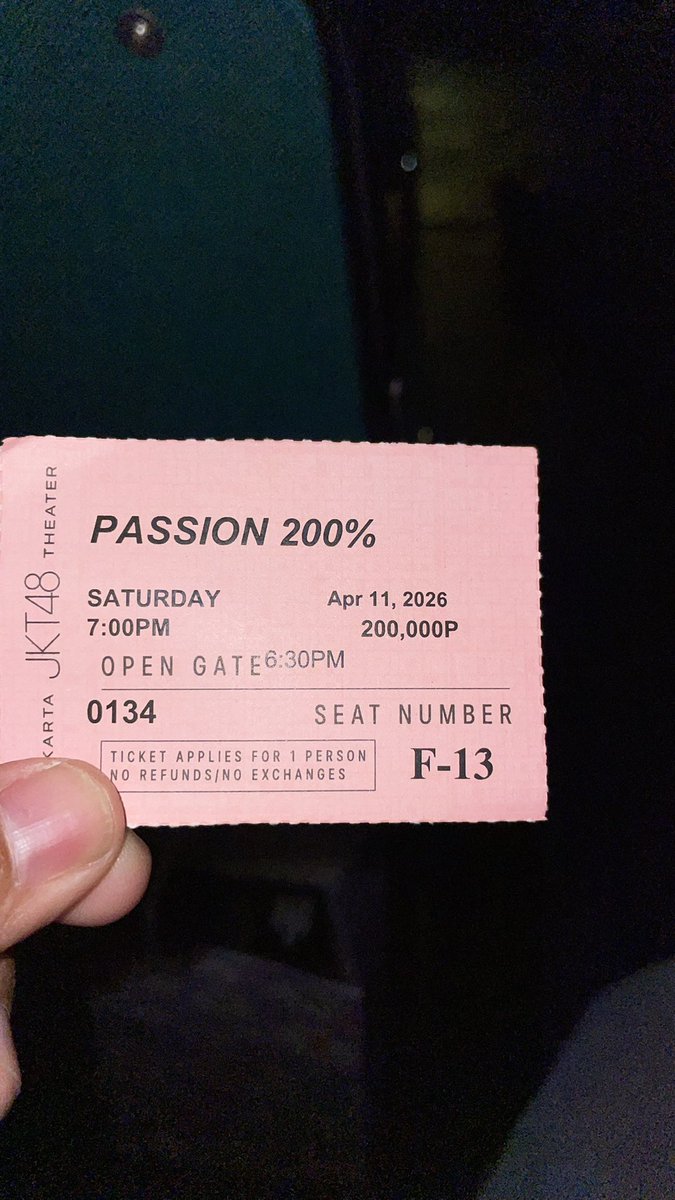 PASSION 200%
SATURDAY Apr 11, 2026
7:00PM 200,000P
OPEN GATE 6:30PM
0134 SEAT NUMBER
TICKET APPLIES FOR 1 PERSON
NO REFUNDS/NO EXCHANGES
F-13
JKT48 THEATER